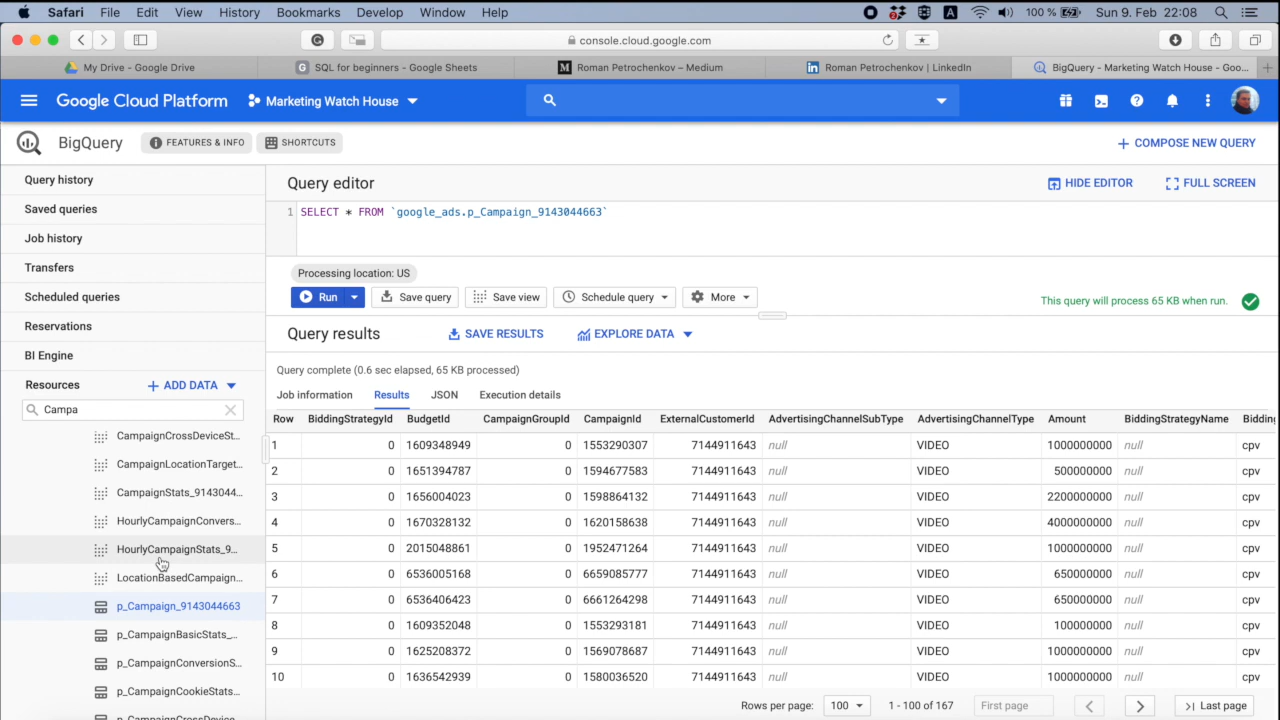 Safari File Edit View History Bookmarks Develop Window Help 2 A 100 % Sun 9. Feb 22:08
console.cloud.google.com
My Drive - Google Drive
SQL for beginners - Google Sheets
Roman Petrochenkov – Medium
Roman Petrochenkov | LinkedIn
BigQuery - Marketing Watch House - Goo...
Google Cloud Platform Marketing Watch House
BigQuery FEATURES & INFO SHORTCUTS + COMPOSE NEW QUERY
Query history
Saved queries
Job history
Transfers
Scheduled queries
Reservations
BI Engine
Resources + ADD DATA
Campa
CampaignCrossDeviceSt...
CampaignLocationTarget...
CampaignStats_9143044...
HourlyCampaignConvers...
HourlyCampaignStats_9...
LocationBasedCampaign...
p_Campaign_9143044663
p_CampaignBasicStats_...
p_CampaignConversionS...
p_CampaignCookieStats...
p_CampaignCrossDevice...
Query editor HIDE EDITOR FULL SCREEN
1 SELECT * FROM `google_ads.p_Campaign_9143044663`
Processing location: US
Run Save query Save view Schedule query More This query will process 65 KB when run.
Query results SAVE RESULTS EXPLORE DATA
Query complete (0.6 sec elapsed, 65 KB processed)
Job information Results JSON Execution details
Row BiddingStrategyId BudgetId CampaignGroupId CampaignId ExternalCustomerId AdvertisingChannelSubType AdvertisingChannelType Amount BiddingStrategyName Bidding
1 0 1609348949 0 1553290307 7144911643 null VIDEO 1000000000 null cpv
2 0 1651394787 0 1594677583 7144911643 null VIDEO 500000000 null cpv
3 0 1656004023 0 1598864132 7144911643 null VIDEO 2200000000 null cpv
4 0 1670328132 0 1620158638 7144911643 null VIDEO 4000000000 null cpv
5 0 2015048861 0 1952471264 7144911643 null VIDEO 1000000000 null cpv
6 0 6536005168 0 6659085777 7144911643 null VIDEO 650000000 null cpv
7 0 6536406423 0 6661264298 7144911643 null VIDEO 650000000 null cpv
8 0 1609352048 0 1553293181 7144911643 null VIDEO 100000000 null cpv
9 0 1625208372 0 1569078687 7144911643 null VIDEO 1000000000 null cpv
10 0 1636542939 0 1580036520 7144911643 null VIDEO 1000000000 null cpv
Rows per page: 100 1 - 100 of 167 First page Last page